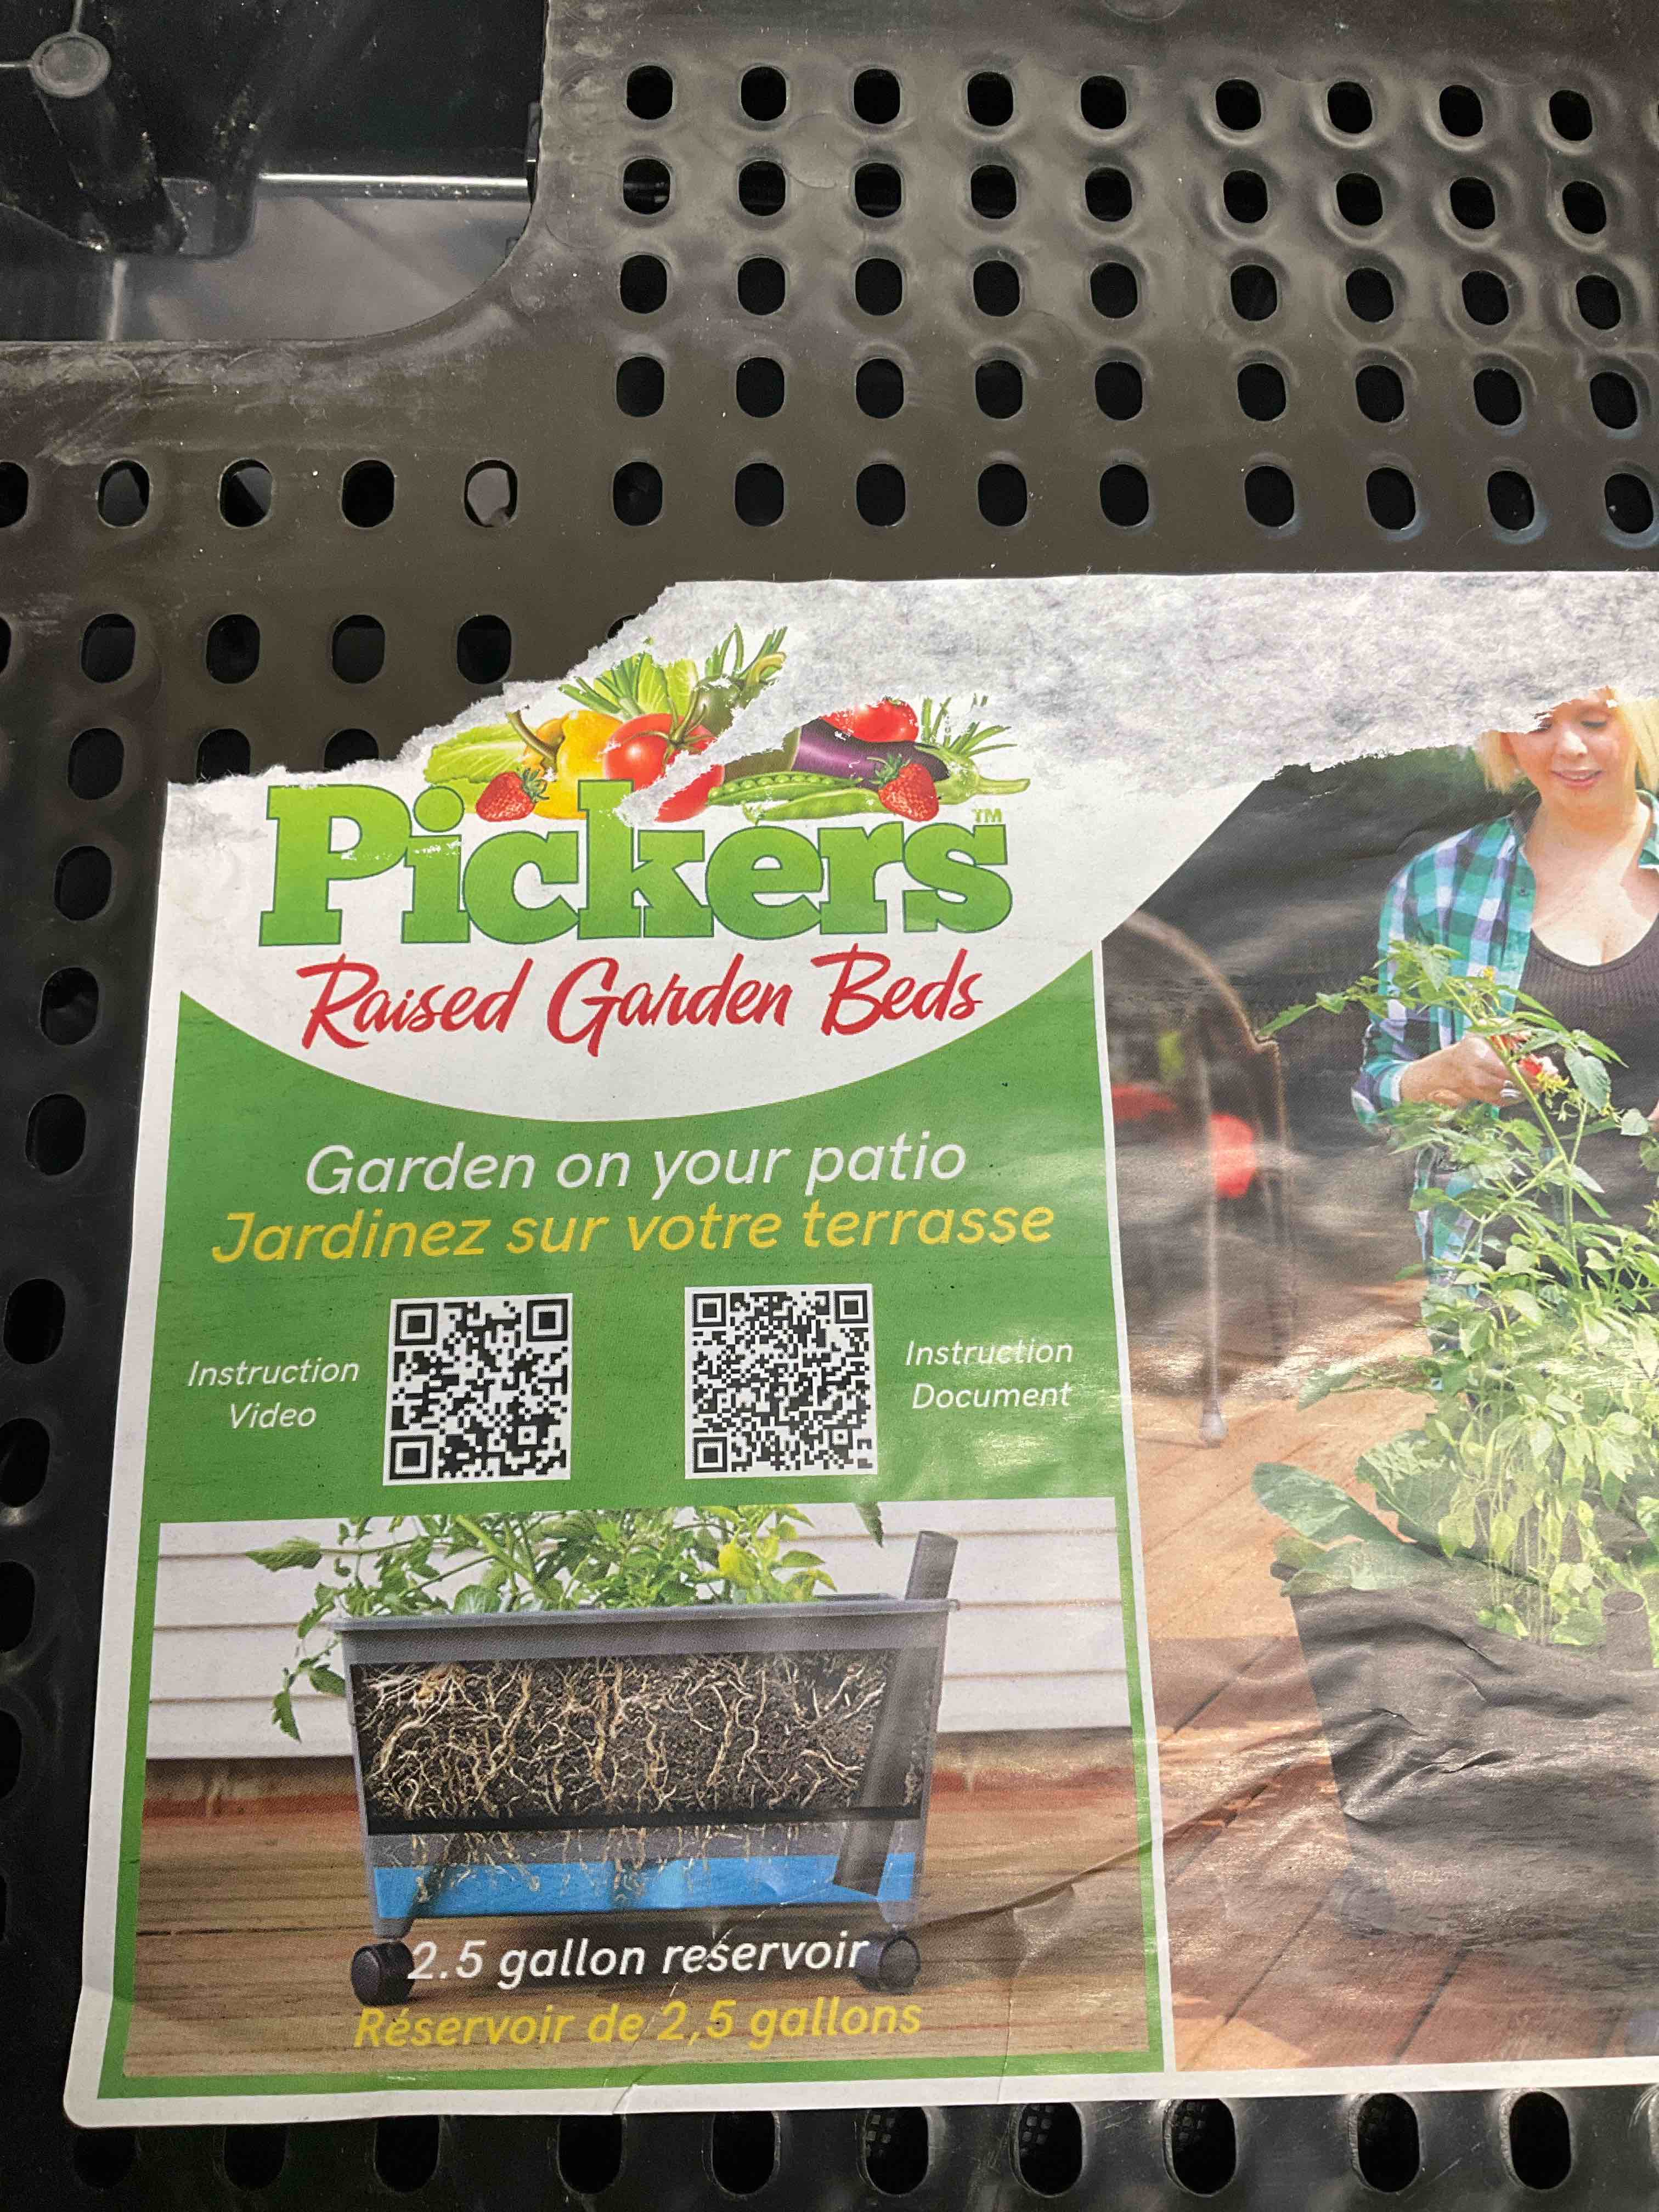 Pickers™
Raised Garden Beds
Garden on your patio
Jardinez sur votre terrasse
Instruction
Video
Instruction
Document
2.5 gallon reservoir
Réservoir de 2,5 gallons